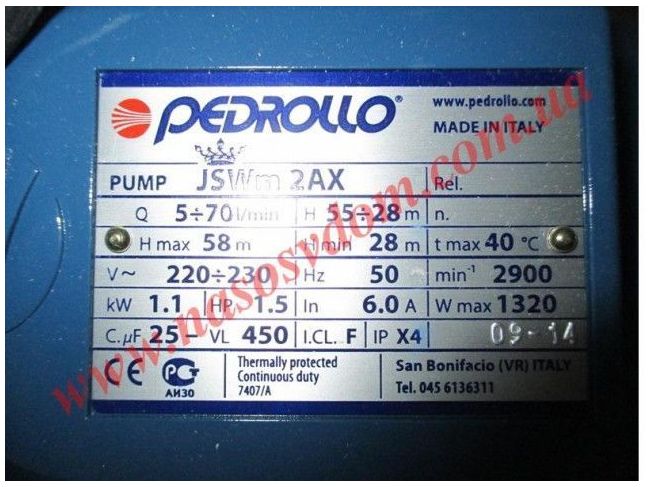 PEDROLLO®
www.pedrollo.com
MADE IN ITALY
PUMP JSWm 2AX Rel.
Q 5÷70 l/min H 55÷28 m n.
H max 58 m H min 28 m t max 40 °C
V~ 220÷230 Hz 50 min⁻¹ 2900
kW 1.1 HP 1.5 In 6.0 A W max 1320
C.µF 25– VL 450 I.CL. F IP X4 09-14
CE PCT
АИ30
Thermally protected
Continuous duty
7407/A
San Bonifacio (VR) ITALY
Tel. 045 6136311
www.nasosvdom.com.ua